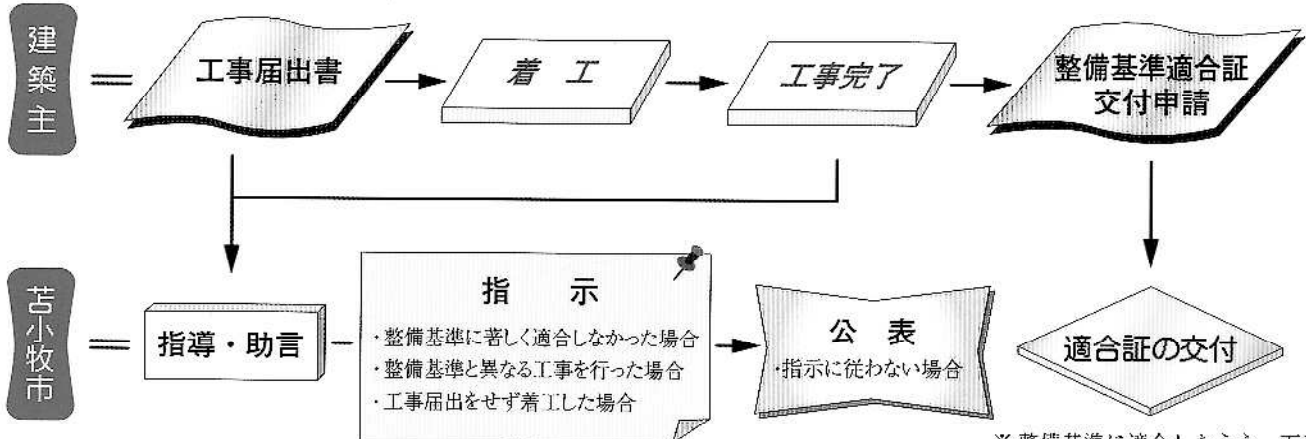 建築主
工事届出書
着 工
工事完了
整備基準適合証
交付申請
苫小牧市
指導・助言
指 示
・整備基準に著しく適合しなかった場合
・整備基準と異なる工事を行った場合
・工事届出をせず着工した場合
公 表
・指示に従わない場合
適合証の交付